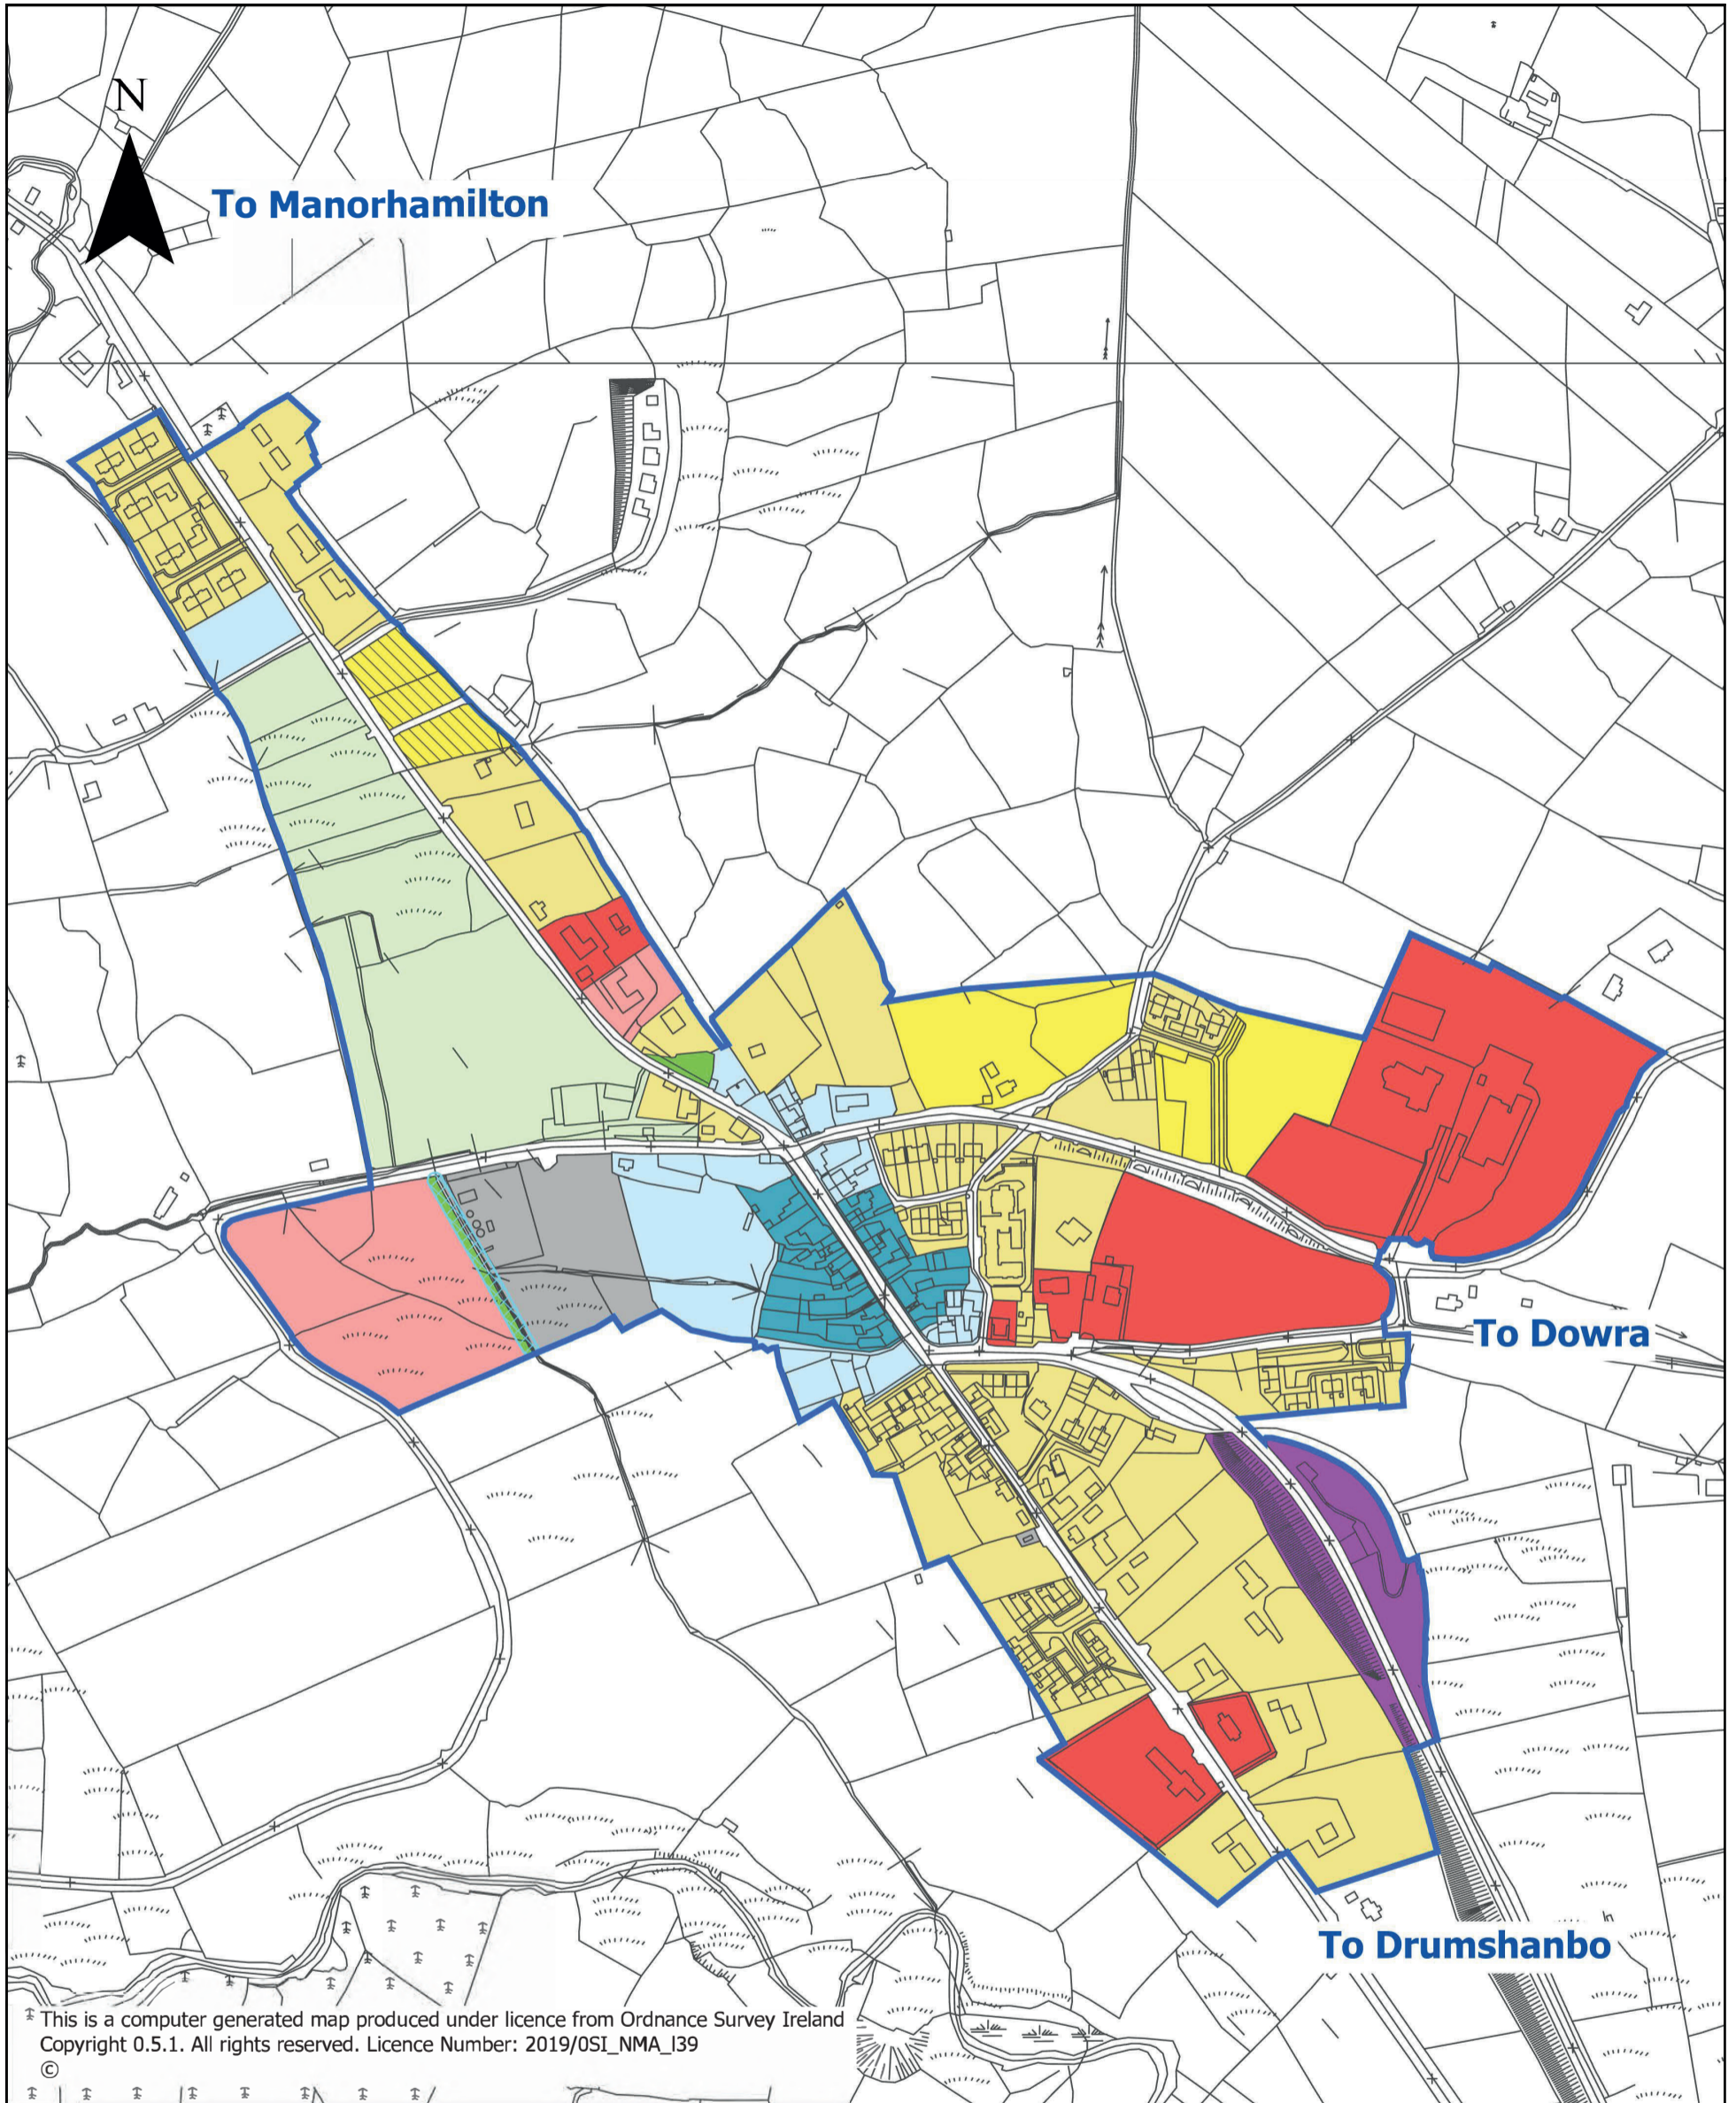 N
To Manorhamilton
To Dowra
To Drumshanbo
This is a computer generated map produced under licence from Ordnance Survey Ireland
Copyright 0.5.1. All rights reserved. Licence Number: 2019/0SI_NMA_l39
©